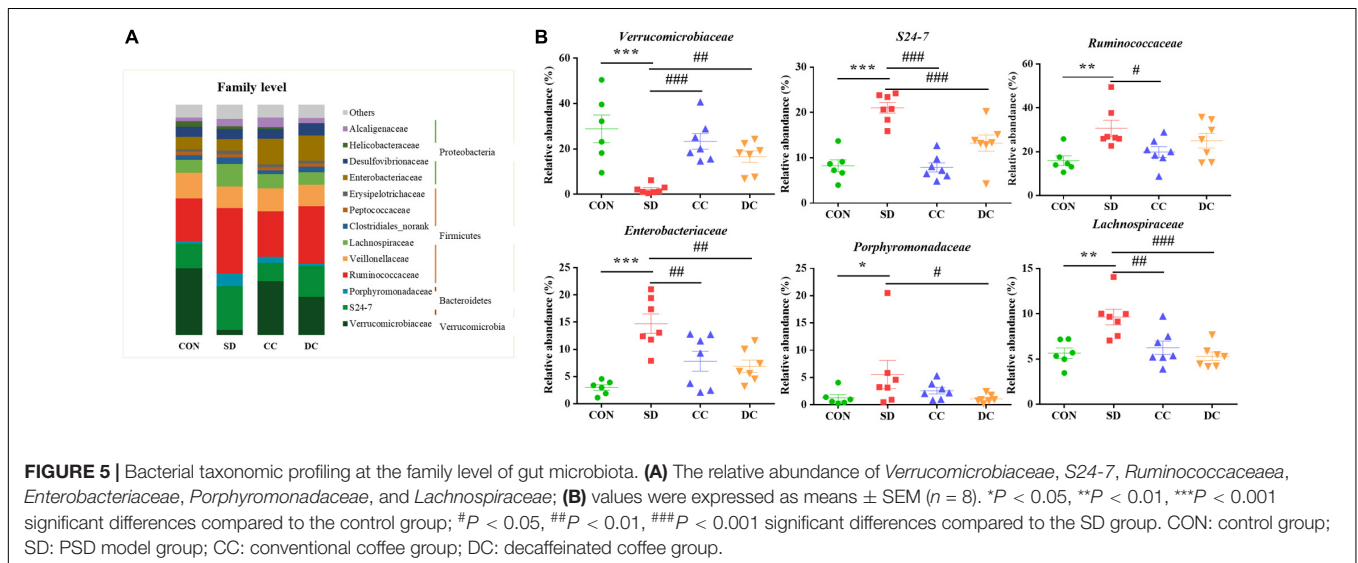 A
Family level
Others
Alcaligenaceae
Helicobacteraceae
Desulfovibrionaceae
Enterobacteriaceae
Erysipelotrichaceae
Peptococcaceae
Clostridiales_norank
Lachnospiraceae
Veillonellaceae
Ruminococcaceae
Porphyromonadaceae
S24-7
Verrucomicrobiaceae
Proteobacteria
Firmicutes
Bacteroidetes
Verrucomicrobia
CON SD CC DC
B
Verrucomicrobiaceae
Relative abundance (%)
60
40
20
0
*** ##
###
CON SD CC DC
S24-7
Relative abundance (%)
30
20
10
0
*** ###
###
CON SD CC DC
Ruminococcaceae
Relative abundance (%)
60
40
20
0
** #
CON SD CC DC
Enterobacteriaceae
Relative abundance (%)
25
20
15
10
5
0
*** ##
##
CON SD CC DC
Porphyromonadaceae
Relative abundance (%)
25
20
15
10
5
0
* #
CON SD CC DC
Lachnospiraceae
Relative abundance (%)
15
10
5
0
** ###
##
CON SD CC DC
FIGURE 5 | Bacterial taxonomic profiling at the family level of gut microbiota. (A) The relative abundance of Verrucomicrobiaceae, S24-7, Ruminococcaceaea,
Enterobacteriaceae, Porphyromonadaceae, and Lachnospiraceae; (B) values were expressed as means ± SEM (n = 8). *P < 0.05, **P < 0.01, ***P < 0.001
significant differences compared to the control group; #P < 0.05, ##P < 0.01, ###P < 0.001 significant differences compared to the SD group. CON: control group;
SD: PSD model group; CC: conventional coffee group; DC: decaffeinated coffee group.